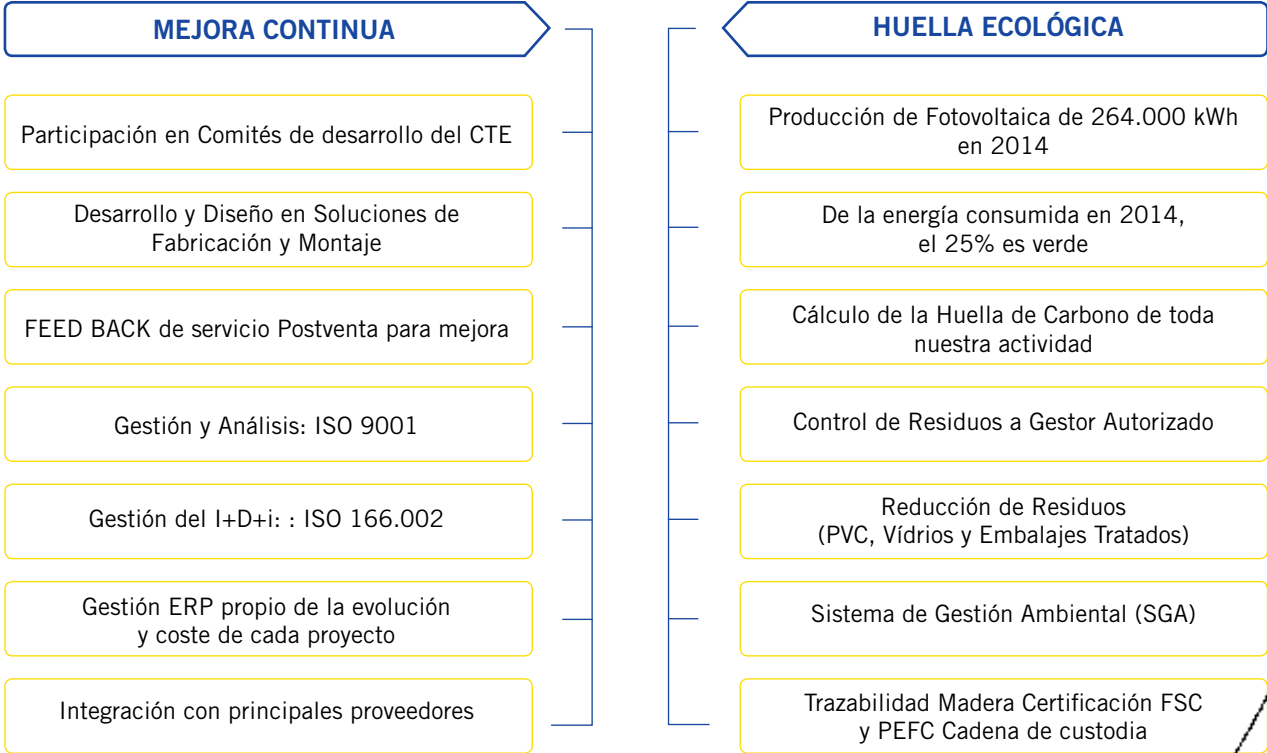 MEJORA CONTINUA
Participación en Comités de desarrollo del CTE
Desarrollo y Diseño en Soluciones de
Fabricación y Montaje
FEED BACK de servicio Postventa para mejora
Gestión y Análisis: ISO 9001
Gestión del I+D+i: : ISO 166.002
Gestión ERP propio de la evolución
y coste de cada proyecto
Integración con principales proveedores
HUELLA ECOLÓGICA
Producción de Fotovoltaica de 264.000 kWh
en 2014
De la energía consumida en 2014,
el 25% es verde
Cálculo de la Huella de Carbono de toda
nuestra actividad
Control de Residuos a Gestor Autorizado
Reducción de Residuos
(PVC, Vídrios y Embalajes Tratados)
Sistema de Gestión Ambiental (SGA)
Trazabilidad Madera Certificación FSC
y PEFC Cadena de custodia